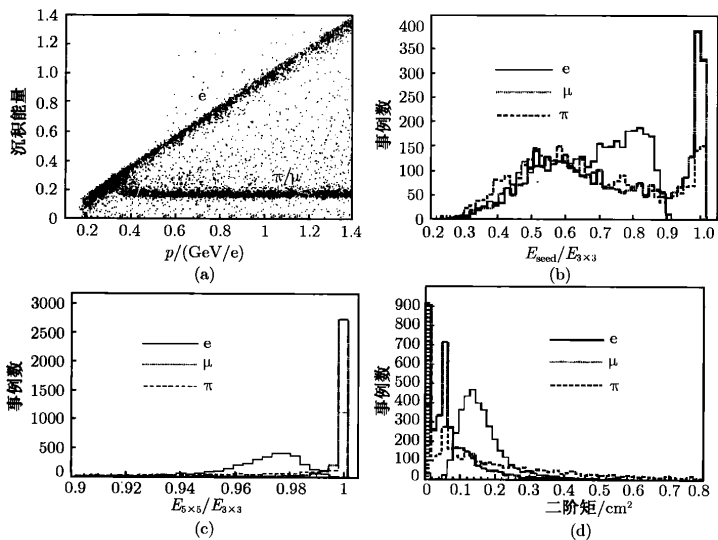 1.4
1.2
1.0
0.8
0.6
0.4
0.2
0
沉积能量
e
π/μ
0.2 0.4 0.6 0.8 1 1.2 1.4
p/(GeV/e)
(a)
400
350
300
250
200
150
100
50
0
事例数
e
μ
π
0.2 0.3 0.4 0.5 0.6 0.7 0.8 0.9 1.0
E_seed/E_3×3
(b)
3000
2500
2000
1500
1000
500
0
事例数
e
μ
π
0.9 0.92 0.94 0.96 0.98 1
E_5×5/E_3×3
(c)
900
800
700
600
500
400
300
200
100
0
事例数
e
μ
π
0 0.1 0.2 0.3 0.4 0.5 0.6 0.7 0.8
二阶矩/cm²
(d)